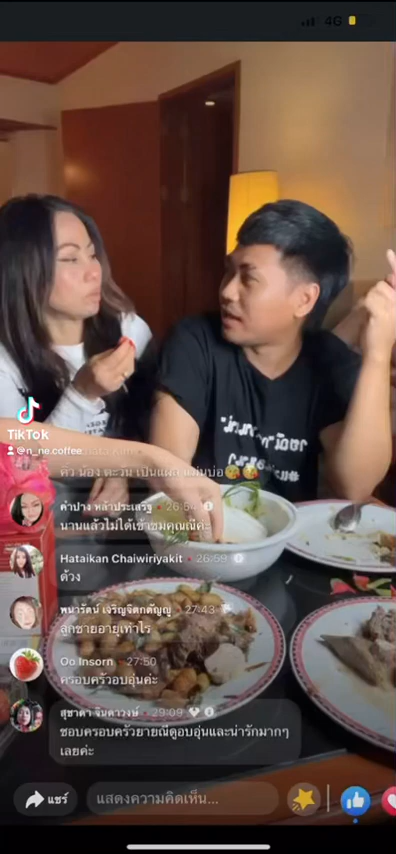 4G
TikTok
@n_ne.coffee
คำปาง หล้าประเสริฐ • 26:54
นานแล้วไม่ได้เข้าชมคุณณีค่ะ
Hataikan Chaiwiriyakit • 26:59
ด้วง
พนารัตน์ เจริญจิตกตัญญู • 27:43
ลูกชายอายุเท่าไร
Oo Insorn • 27:50
ครอบครัวอบอุ่นค่ะ
สุชาดา จินดาวงษ์ • 29:09
ชอบครอบครัวยายณีดูอบอุ่นและน่ารักมากๆ
เลยค่ะ
แชร์
แสดงความคิดเห็น...